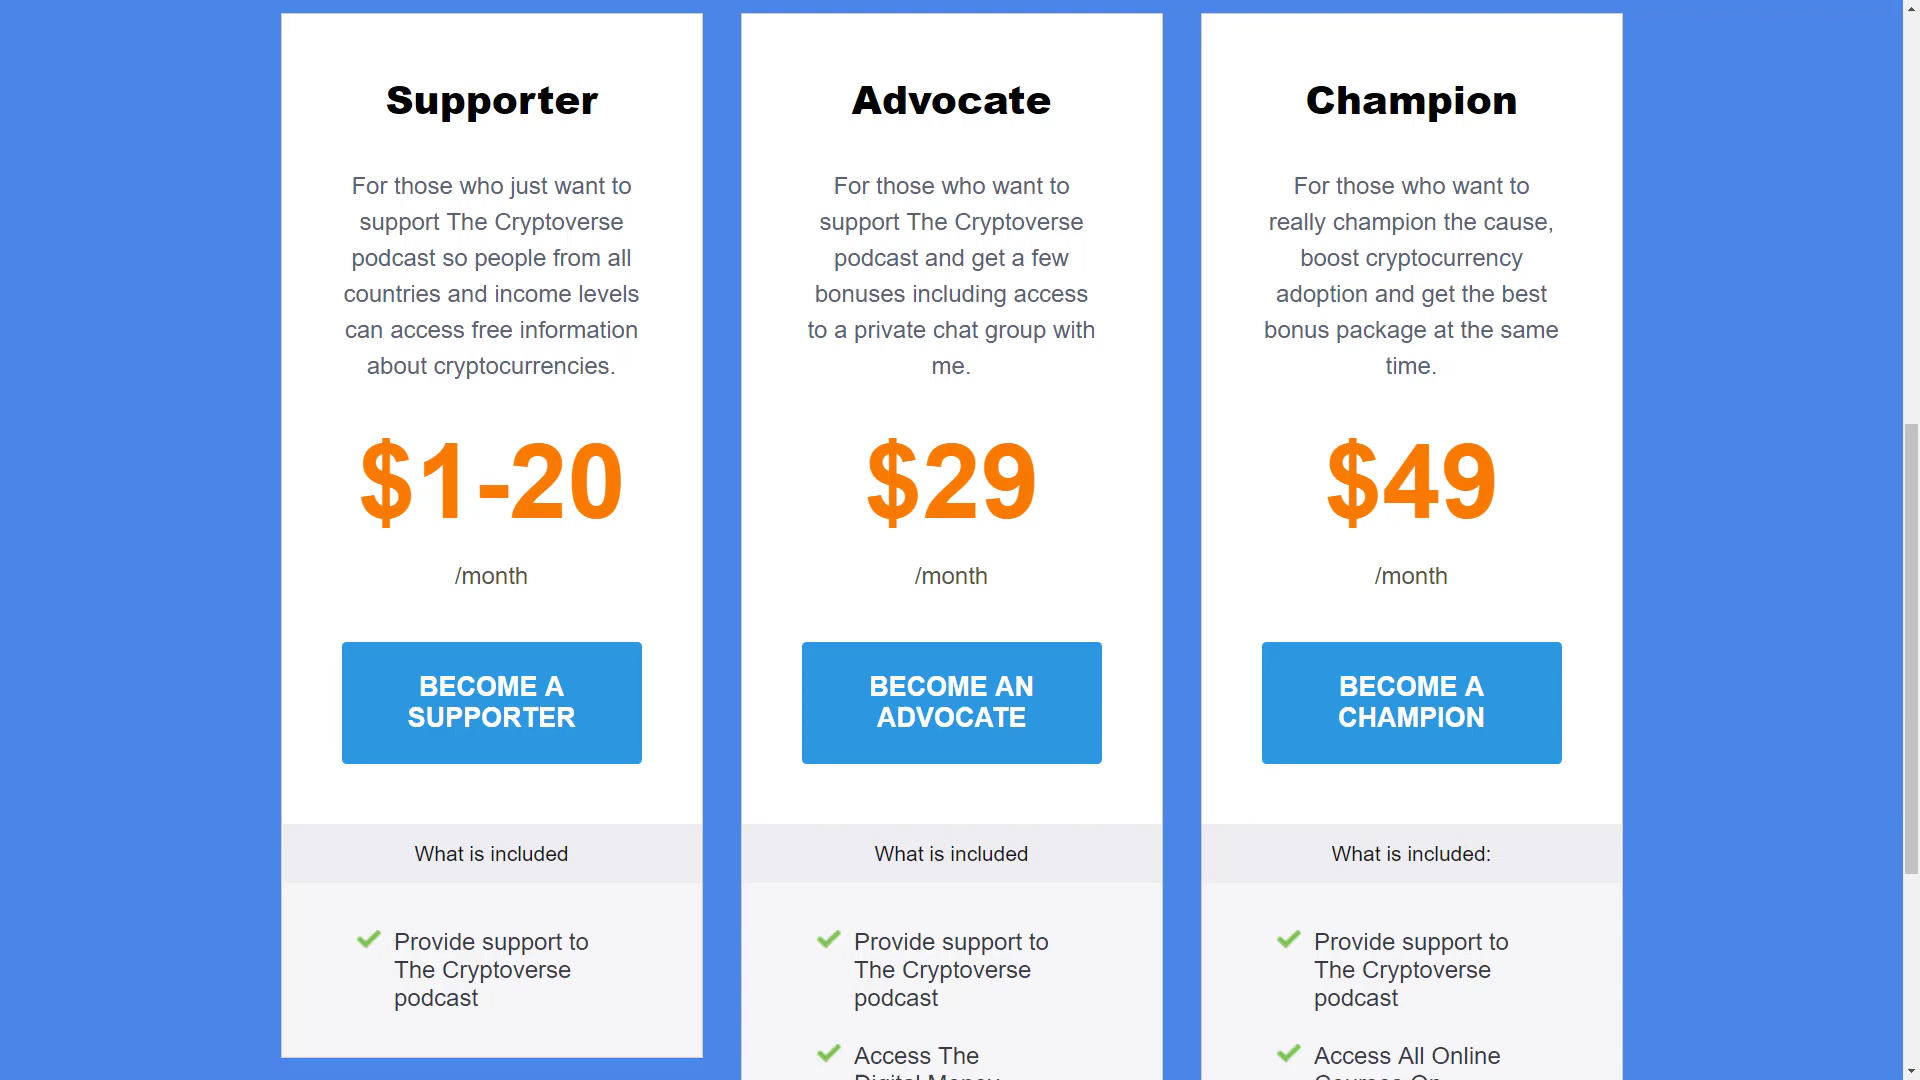 Supporter
For those who just want to
support The Cryptoverse
podcast so people from all
countries and income levels
can access free information
about cryptocurrencies.
$1-20
/month
BECOME A
SUPPORTER
What is included
Provide support to
The Cryptoverse
podcast
Advocate
For those who want to
support The Cryptoverse
podcast and get a few
bonuses including access
to a private chat group with
me.
$29
/month
BECOME AN
ADVOCATE
What is included
Provide support to
The Cryptoverse
podcast
Access The
Digital Money
Champion
For those who want to
really champion the cause,
boost cryptocurrency
adoption and get the best
bonus package at the same
time.
$49
/month
BECOME A
CHAMPION
What is included:
Provide support to
The Cryptoverse
podcast
Access All Online
Courses On